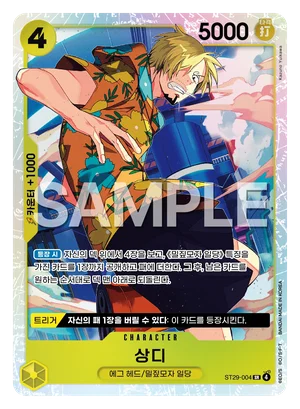 4
5000
타격
打
카운터 +1000
SAMPLE
등장 시 자신의 덱 위에서 4장을 보고, 《밀짚모자 일당》 특징을
가진 카드를 1장까지 공개하고 패에 더한다. 그 후, 남은 카드를
원하는 순서대로 덱 맨 아래로 되돌린다.
트리거 자신의 패 1장을 버릴 수 있다: 이 카드를 등장시킨다.
CHARACTER
상디
에그 헤드/밀짚모자 일당
ST29-004
4